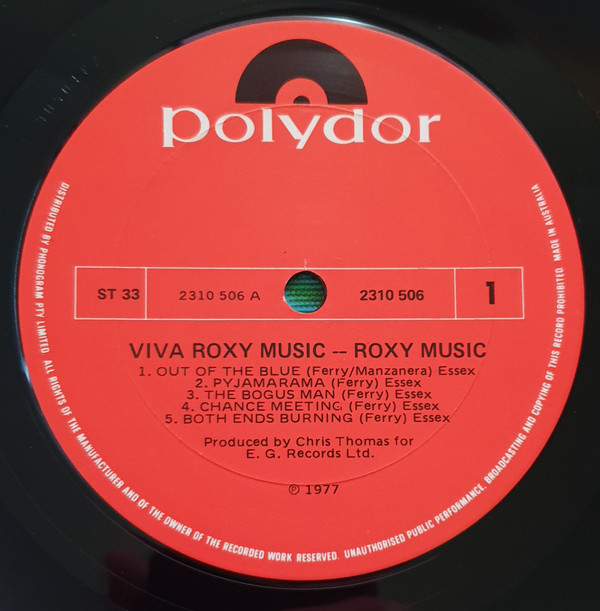 polydor
ST 33 2310 506 A 2310 506 1
VIVA ROXY MUSIC -- ROXY MUSIC
1. OUT OF THE BLUE (Ferry/Manzanera) Essex
2. PYJAMARAMA (Ferry) Essex
3. THE BOGUS MAN (Ferry) Essex
4. CHANCE MEETING (Ferry) Essex
5. BOTH ENDS BURNING (Ferry) Essex
Produced by Chris Thomas for
E. G. Records Ltd.
℗ 1977
DISTRIBUTED BY PHONOGRAM PTY LIMITED ALL RIGHTS OF THE MANUFACTURER AND OF THE OWNER OF THE RECORDED WORK RESERVED. UNAUTHORISED PUBLIC PERFORMANCE, BROADCASTING AND COPYING OF THIS RECORD PROHIBITED MADE IN AUSTRALIA